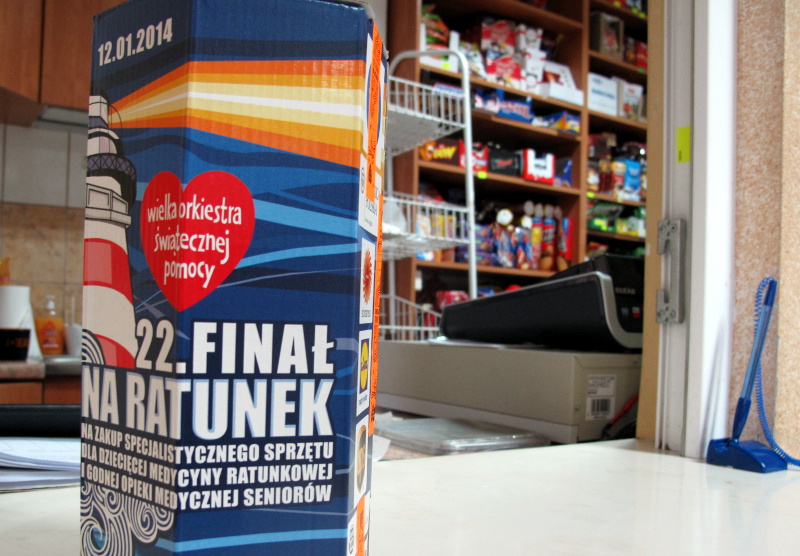 12.01.2014
wielka orkiestra
świątecznej
pomocy
22.FINAŁ
NA RATUNEK
NA ZAKUP SPECJALISTYCZNEGO SPRZĘTU
DLA DZIECIĘCEJ MEDYCYNY RATUNKOWEJ
I GODNEJ OPIEKI MEDYCZNEJ SENIORÓW